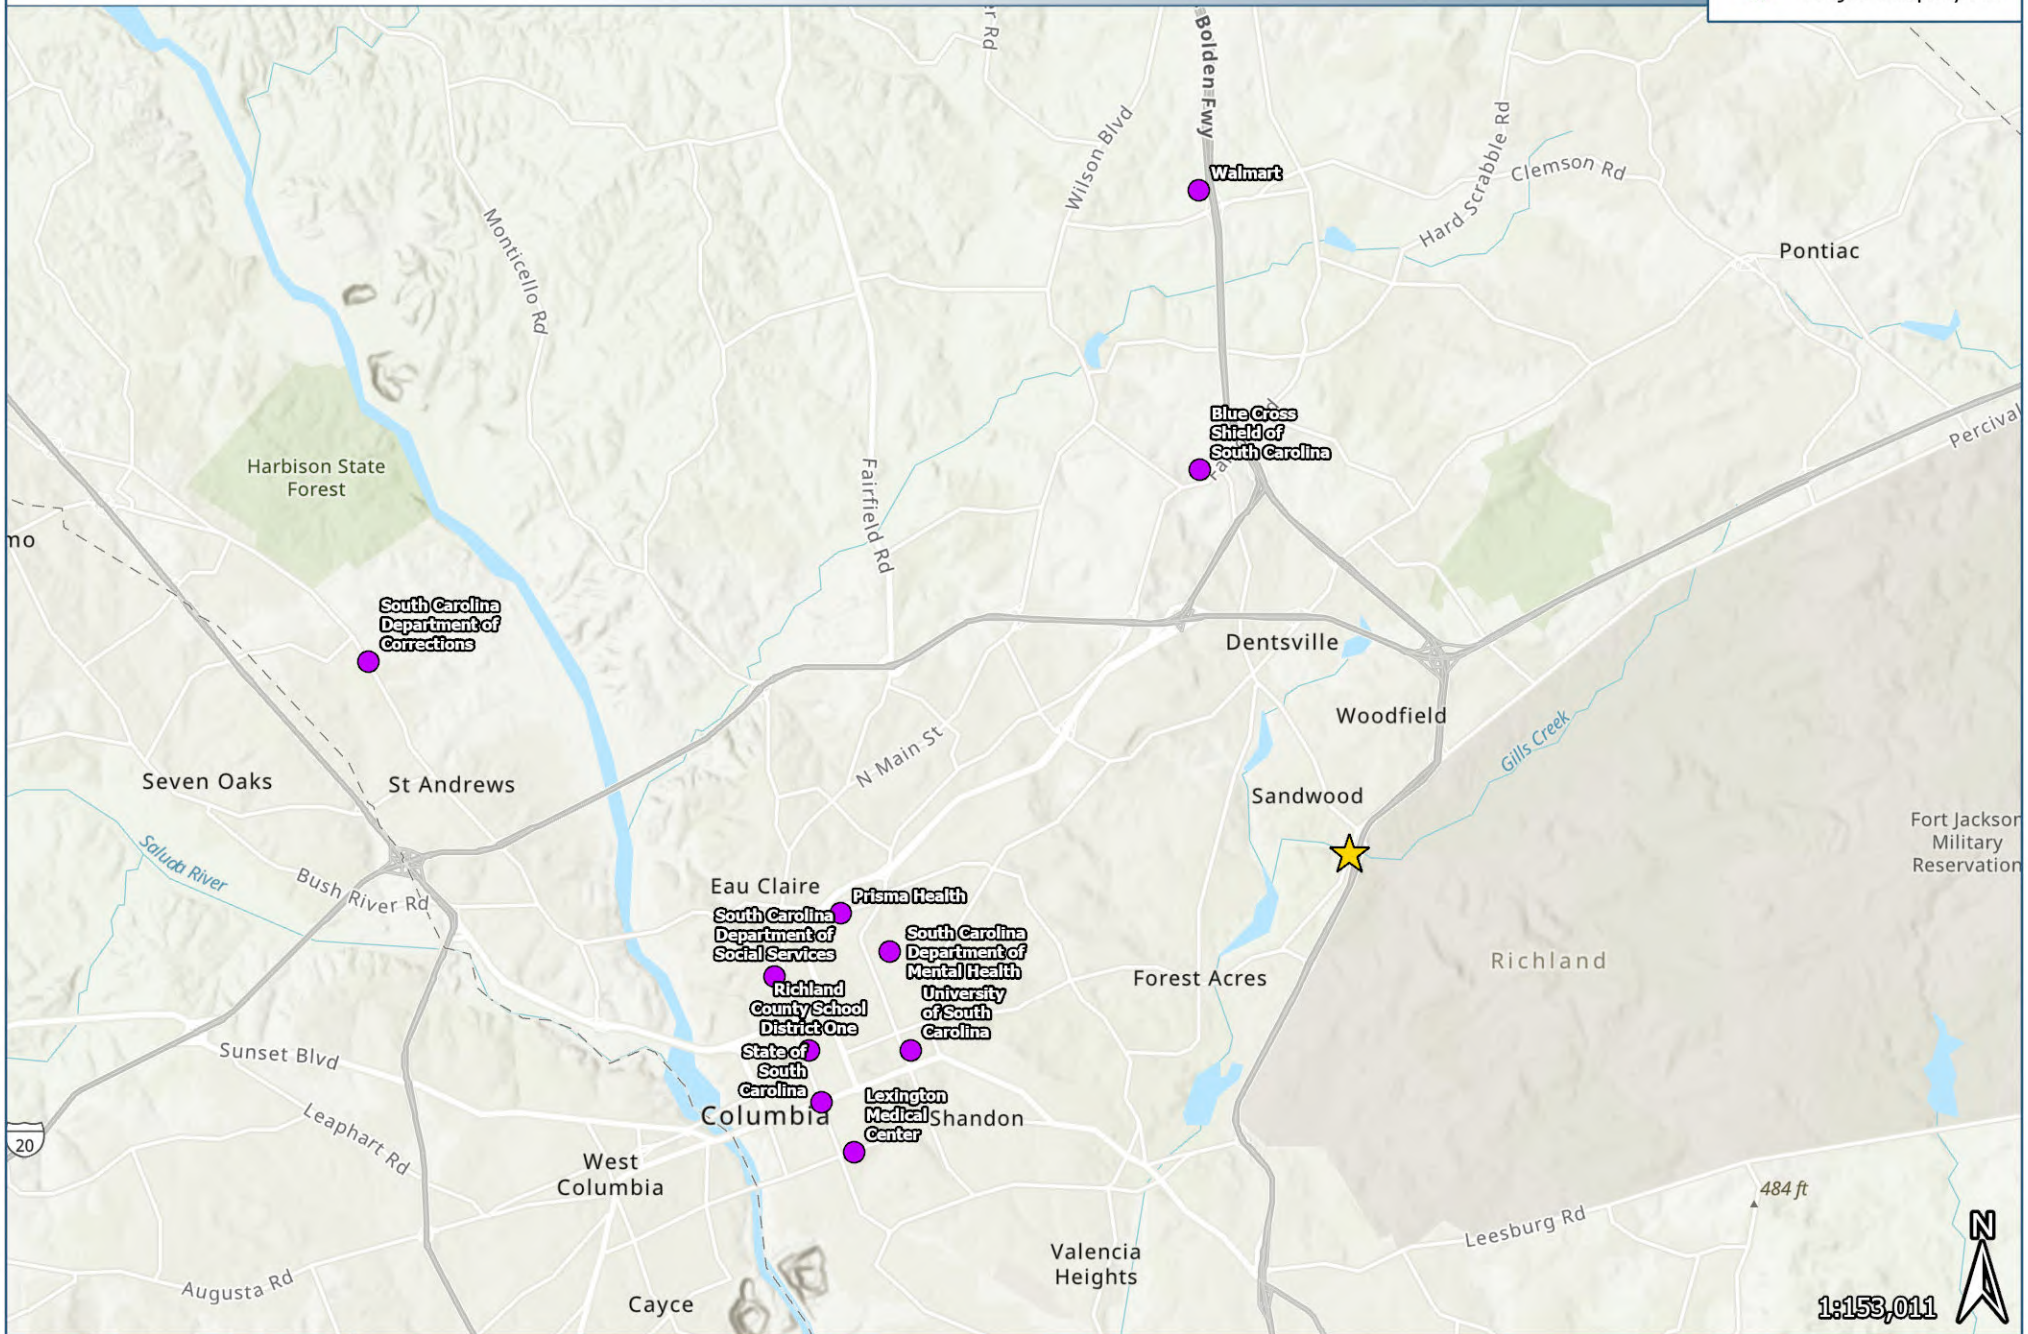 Bolden Fwy
Wilson Blvd
Walmart
Clemson Rd
Hard Scrabble Rd
Pontiac
Monticello Rd
Blue Cross
Shield of
South Carolina
Percival
Harbison State
Forest
Fairfield Rd
South Carolina
Department of
Corrections
Dentsville
Woodfield
Gills Creek
N Main St
Seven Oaks
St Andrews
Sandwood
Saluda River
Bush River Rd
Fort Jackson
Military
Reservation
Eau Claire
Prisma Health
South Carolina
Department of
Social Services
South Carolina
Department of
Mental Health
Richland
Forest Acres
Richland
County School
District One
University
of South
Carolina
Sunset Blvd
State of
South
Carolina
Columbia
Lexington
Medical
Center
Shandon
Leaphart Rd
20
West
Columbia
484 ft
Leesburg Rd
Valencia
Heights
Augusta Rd
Cayce
N
1:153,011